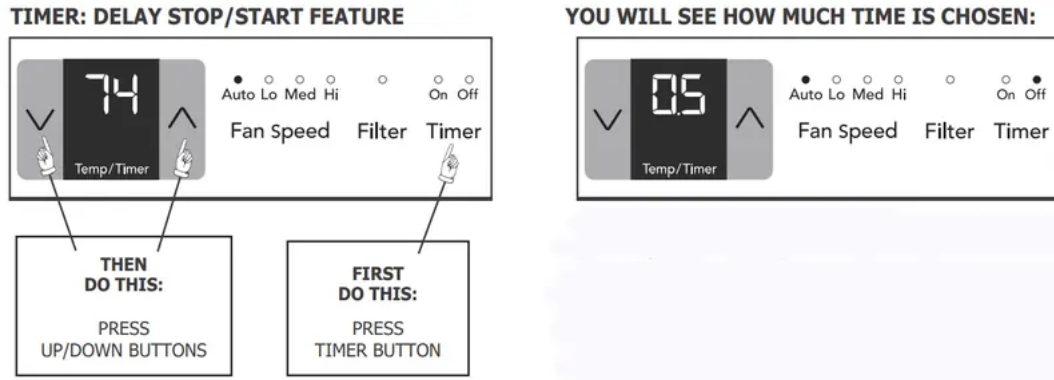 TIMER: DELAY STOP/START FEATURE
74
Temp/Timer
Auto Lo Med Hi
Fan Speed
Filter
On Off
Timer
THEN
DO THIS:
PRESS
UP/DOWN BUTTONS
FIRST
DO THIS:
PRESS
TIMER BUTTON
YOU WILL SEE HOW MUCH TIME IS CHOSEN:
0.5
Temp/Timer
Auto Lo Med Hi
Fan Speed
Filter
On Off
Timer